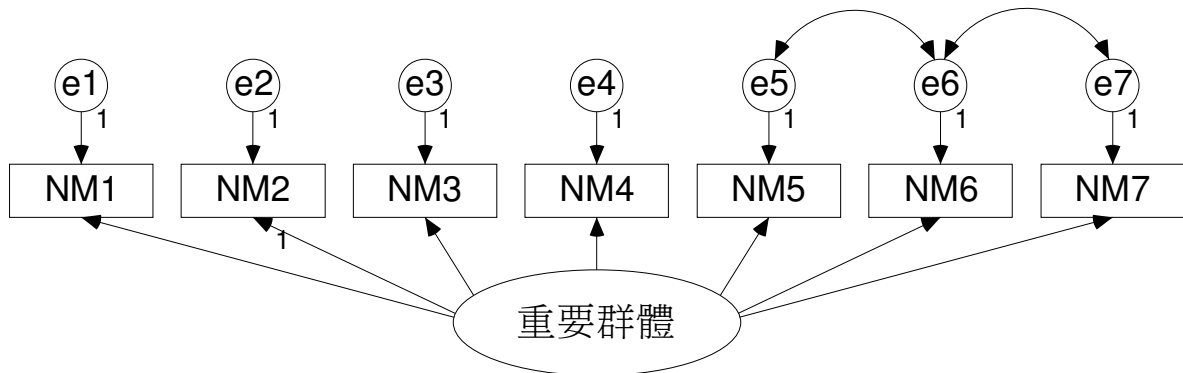 e1 e2 e3 e4 e5 e6 e7
1 1 1 1 1 1 1
NM1 NM2 NM3 NM4 NM5 NM6 NM7
1
重要群體